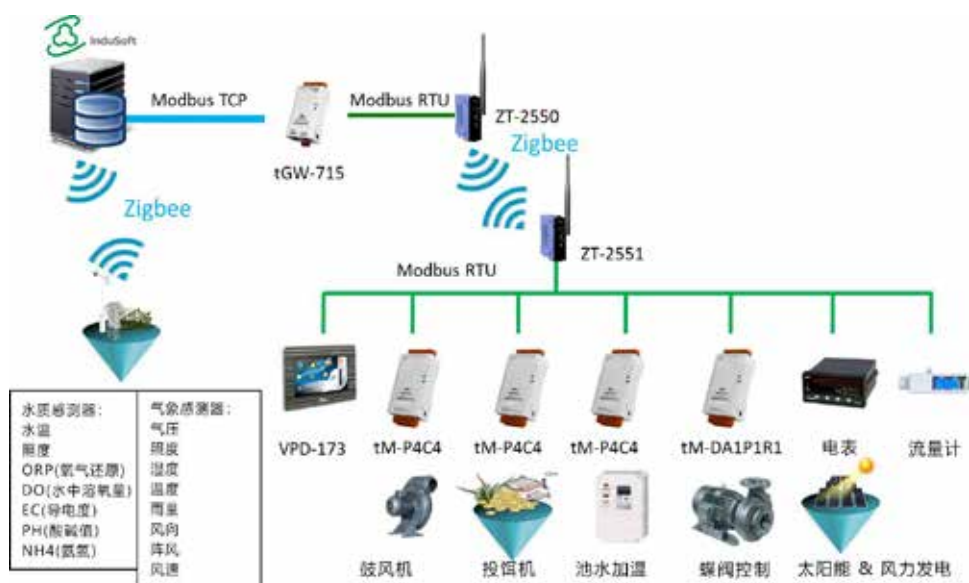 InduSoft
Modbus TCP
Modbus RTU
ZT-2550
tGW-715
Zigbee
Zigbee
ZT-2551
Modbus RTU
VPD-173
tM-P4C4
tM-P4C4
tM-P4C4
tM-DA1P1R1
电表
流量计
鼓风机
投饵机
池水加温
蝶阀控制
太阳能 & 风力发电
水质感测器:
水温
照度
ORP(氧气还原)
DO(水中溶氧量)
EC(导电度)
PH(酸碱值)
NH4(氨氮)
气象感测器:
气压
照度
湿度
温度
雨量
风向
阵风
风速